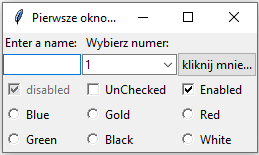 Pierwsze okno...
Enter a name: Wybierz numer:
1 kliknij mnie...
disabled UnChecked Enabled
Blue Gold Red
Green Black White